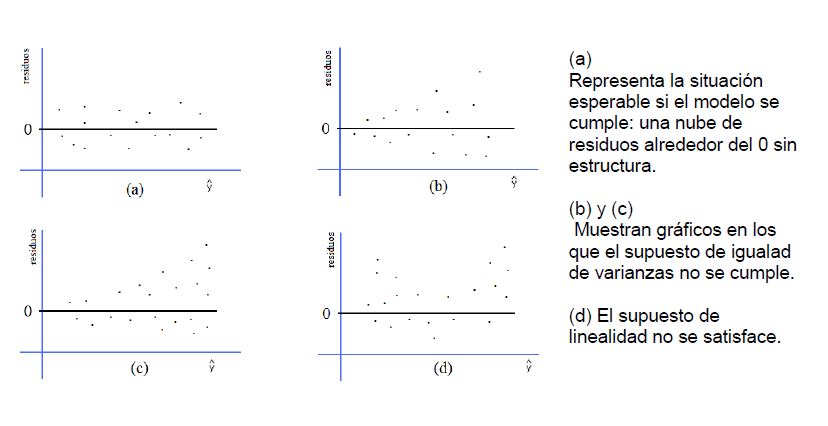 residuos
0
(a)
ŷ
residuos
0
(b)
ŷ
residuos
0
(c)
ŷ
residuos
0
(d)
ŷ
(a)
Representa la situación
esperable si el modelo se
cumple: una nube de
residuos alrededor del 0 sin
estructura.
(b) y (c)
Muestran gráficos en los
que el supuesto de igualad
de varianzas no se cumple.
(d) El supuesto de
linealidad no se satisface.